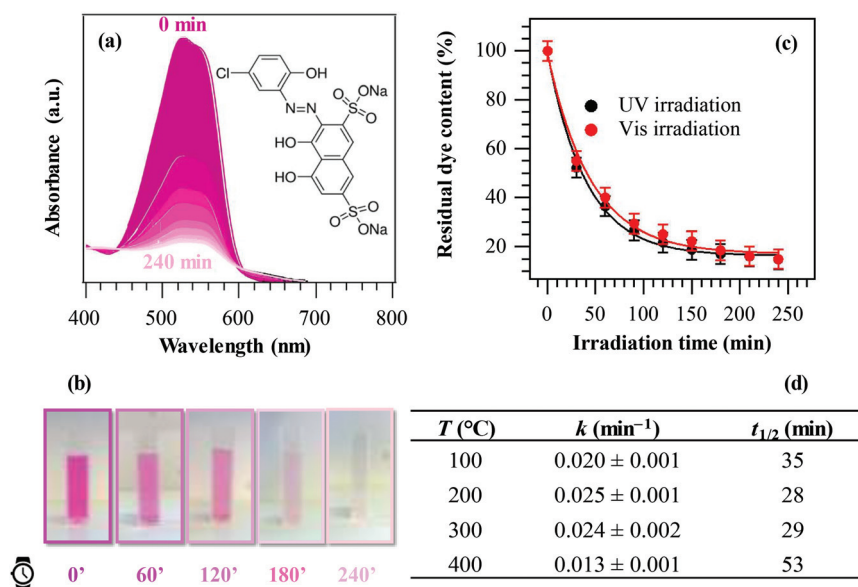 (a)
0 min
Absorbance (a.u.)
240 min
400 500 600 700 800
Wavelength (nm)
Cl
OH
N
N
O
S
ONa
O
OH
OH
O
S
O
ONa
(c)
Residual dye content (%)
100
80
60
40
20
UV irradiation
Vis irradiation
0 50 100 150 200 250
Irradiation time (min)
(b)
0’ 60’ 120’ 180’ 240’
(d)
T (°C) k (min⁻¹) t1/2 (min)
100 0.020 ± 0.001 35
200 0.025 ± 0.001 28
300 0.024 ± 0.002 29
400 0.013 ± 0.001 53